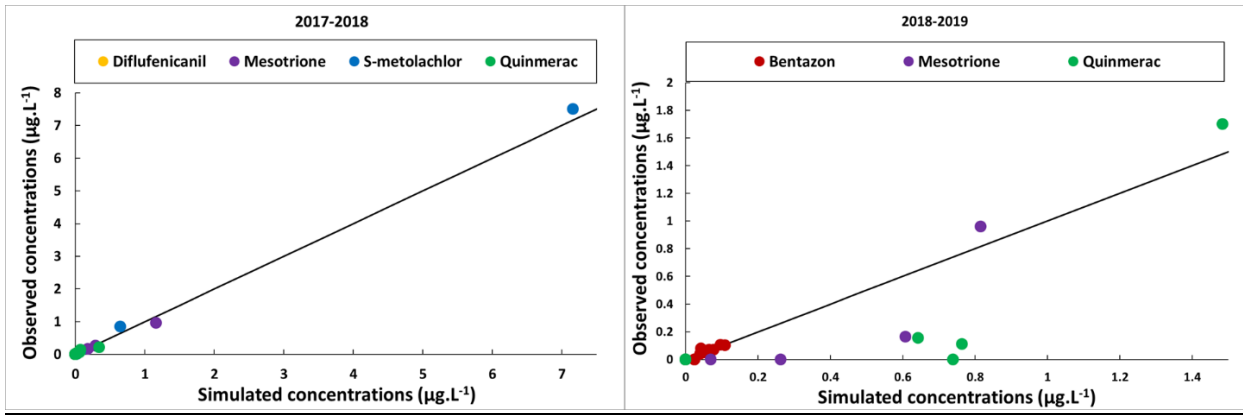 2017-2018
Diflufenicanil Mesotrione S-metolachlor Quinmerac
Observed concentrations (µg.L-1)
8
7
6
5
4
3
2
1
0
0 1 2 3 4 5 6 7
Simulated concentrations (µg.L-1)
2018-2019
Bentazon Mesotrione Quinmerac
Observed concentrations (µg.L-1)
2
1.8
1.6
1.4
1.2
1
0.8
0.6
0.4
0.2
0
0 0.2 0.4 0.6 0.8 1 1.2 1.4
Simulated concentrations (µg.L-1)